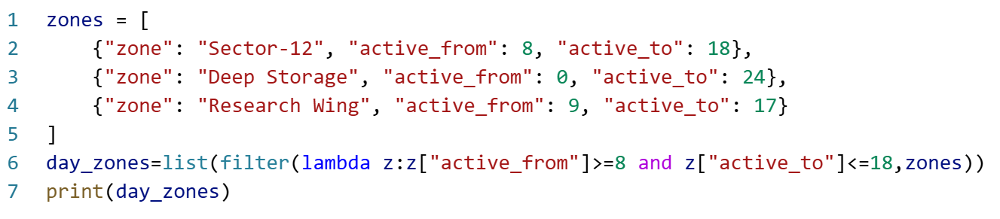 1 zones = [
2     {"zone": "Sector-12", "active_from": 8, "active_to": 18},
3     {"zone": "Deep Storage", "active_from": 0, "active_to": 24},
4     {"zone": "Research Wing", "active_from": 9, "active_to": 17}
5 ]
6 day_zones=list(filter(lambda z:z["active_from"]>=8 and z["active_to"]<=18,zones))
7 print(day_zones)